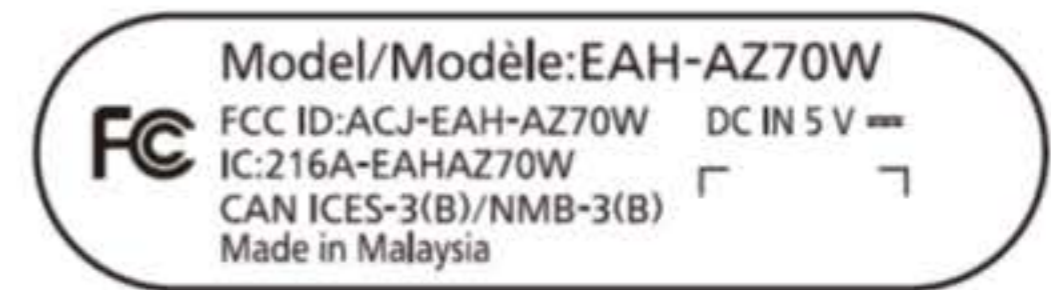 Model/Modèle:EAH-AZ70W
FCC ID:ACJ-EAH-AZ70W DC IN 5 V ⎓
IC:216A-EAHAZ70W
CAN ICES-3(B)/NMB-3(B)
Made in Malaysia